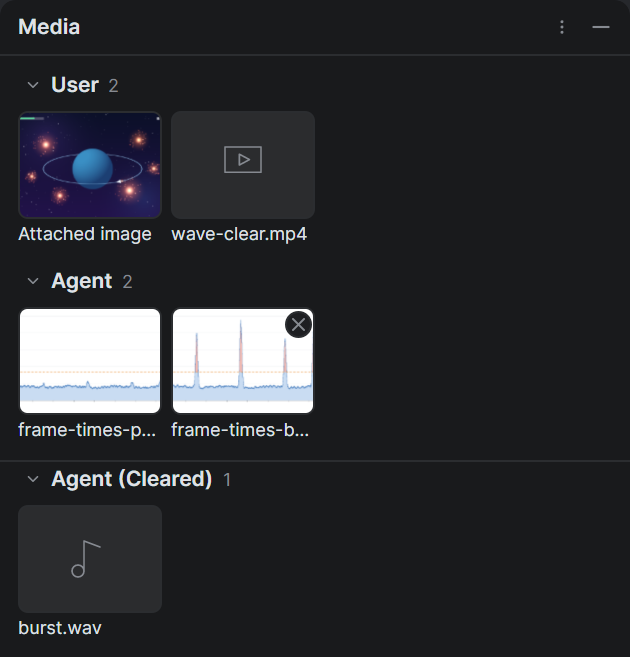 Media
User 2
Attached image
wave-clear.mp4
Agent 2
frame-times-p...
frame-times-b...
Agent (Cleared) 1
burst.wav